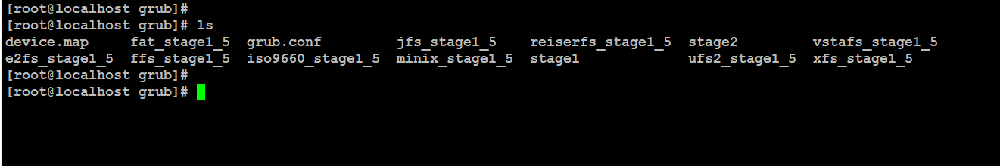 [root@localhost grub]#
[root@localhost grub]# ls
device.map     fat_stage1_5  grub.conf         jfs_stage1_5    reiserfs_stage1_5  stage2         vstafs_stage1_5
e2fs_stage1_5  ffs_stage1_5  iso9660_stage1_5  minix_stage1_5  stage1             ufs2_stage1_5  xfs_stage1_5
[root@localhost grub]#
[root@localhost grub]#